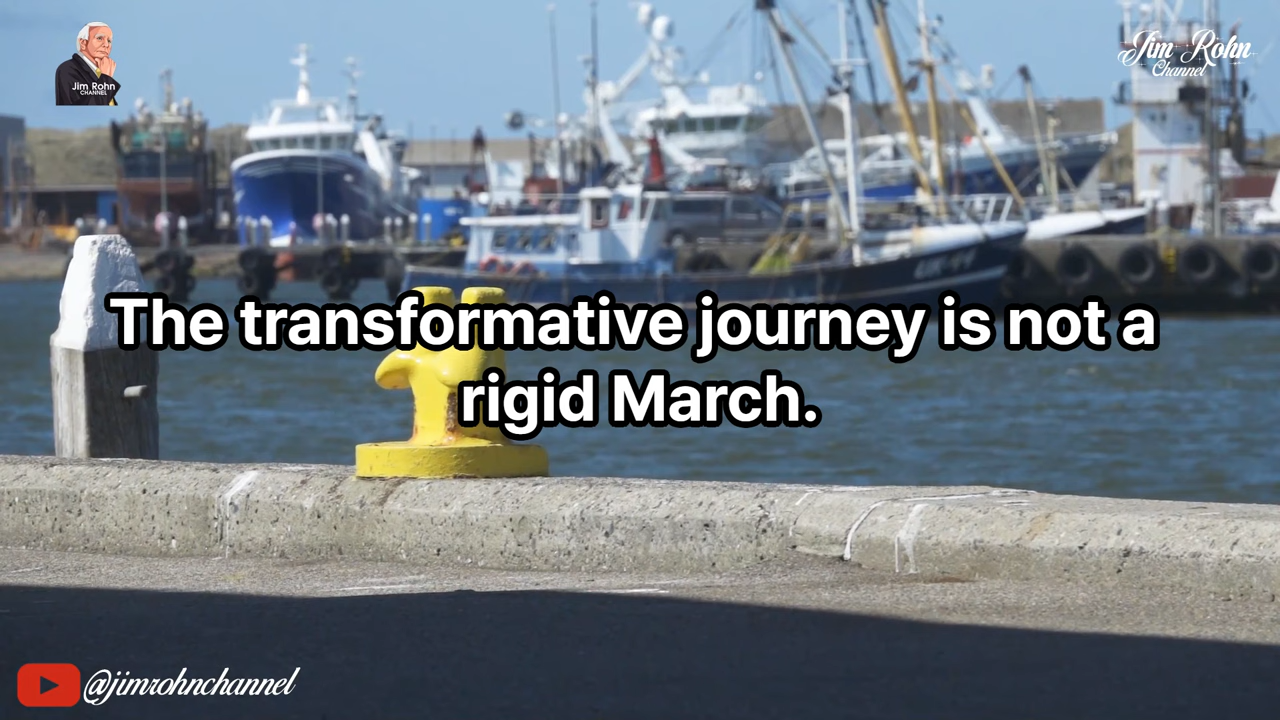 Jim Rohn
CHANNEL
Jim Rohn
Channel
The transformative journey is not a
rigid March.
@jimrohnchannel